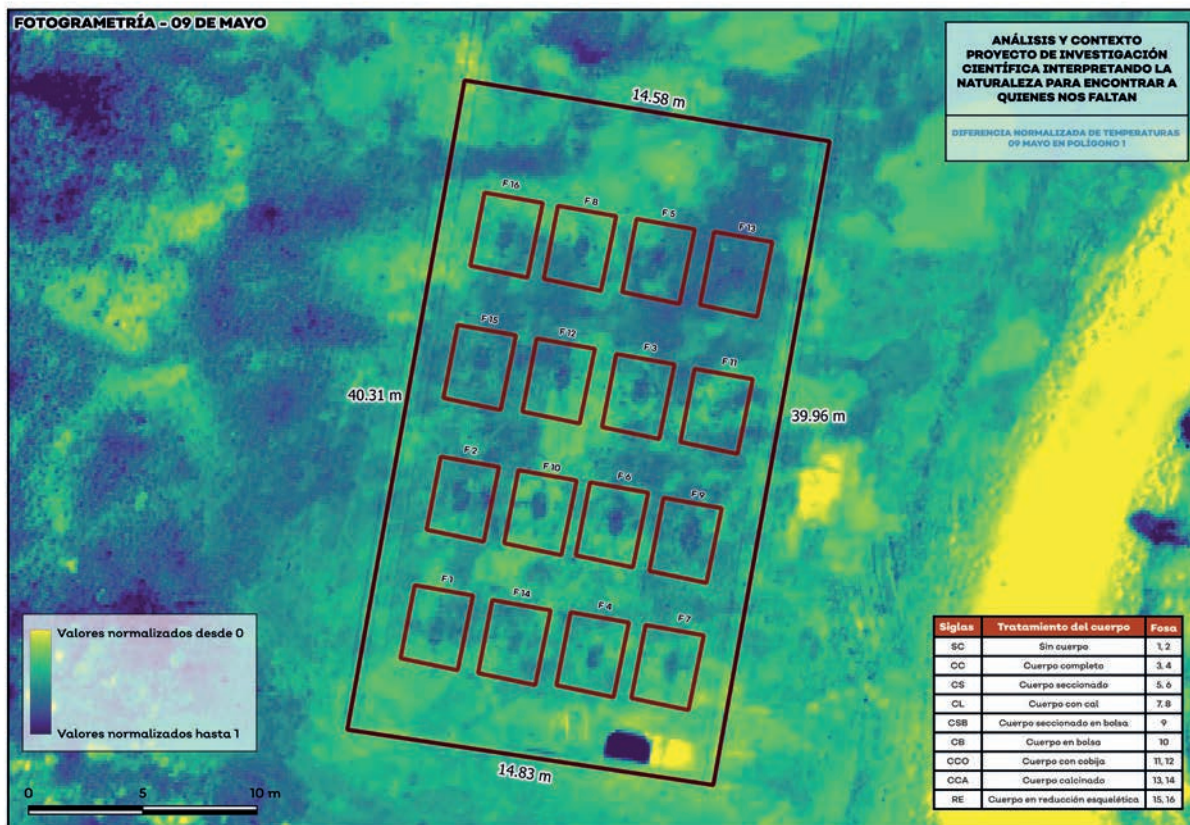 FOTOGRAMETRÍA - 09 DE MAYO
ANÁLISIS Y CONTEXTO
PROYECTO DE INVESTIGACIÓN
CIENTÍFICA INTERPRETANDO LA
NATURALEZA PARA ENCONTRAR A
QUIENES NOS FALTAN
DIFERENCIA NORMALIZADA DE TEMPERATURAS
09 MAYO EN POLÍGONO 1
14.58 m
F 16
F 8
F 5
F 13
F 15
F 12
F 3
F 11
40.31 m
39.96 m
F 2
F 10
F 6
F 9
F 1
F 14
F 4
F 7
14.83 m
Valores normalizados desde 0
Valores normalizados hasta 1
0 5 10 m
Siglas Tratamiento del cuerpo Fosa
SC Sin cuerpo 1, 2
CC Cuerpo completo 3, 4
CS Cuerpo seccionado 5, 6
CL Cuerpo con cal 7, 8
CSB Cuerpo seccionado en bolsa 9
CB Cuerpo en bolsa 10
CCO Cuerpo con cobija 11, 12
CCA Cuerpo calcinado 13, 14
RE Cuerpo en reducción esquelética 15, 16